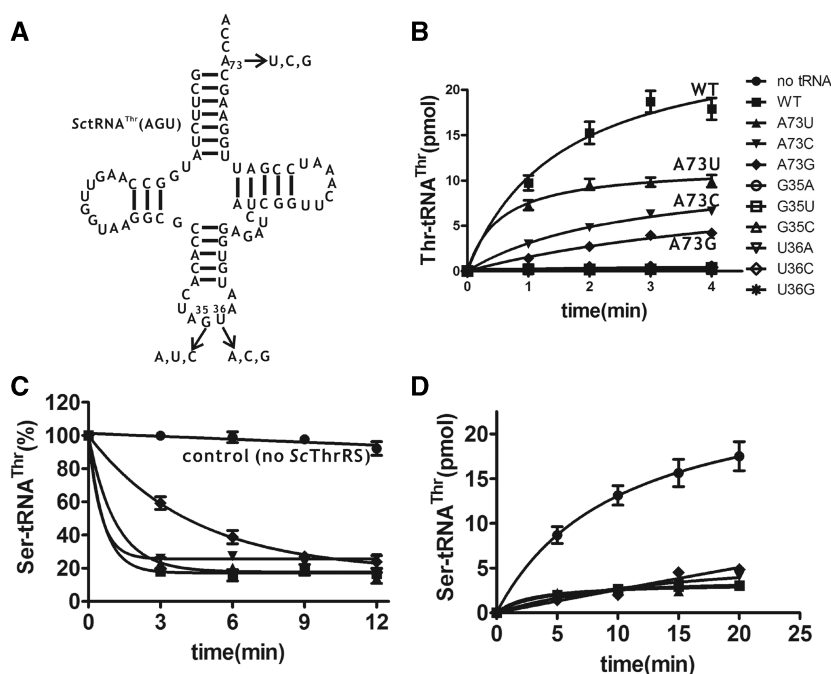 A
A
C
C
A73
U,C,G
SctRNAThr(AGU)
35
36
A,U,C
A,C,G
B
Thr-tRNAThr(pmol)
20
15
10
5
0
WT
A73U
A73C
A73G
0
1
2
3
4
time(min)
no tRNA
WT
A73U
A73C
A73G
G35A
G35U
G35C
U36A
U36C
U36G
C
Ser-tRNAThr(%)
120
100
80
60
40
20
0
control (no ScThrRS)
0
3
6
9
12
time(min)
D
Ser-tRNAThr(pmol)
20
15
10
5
0
0
5
10
15
20
25
time(min)